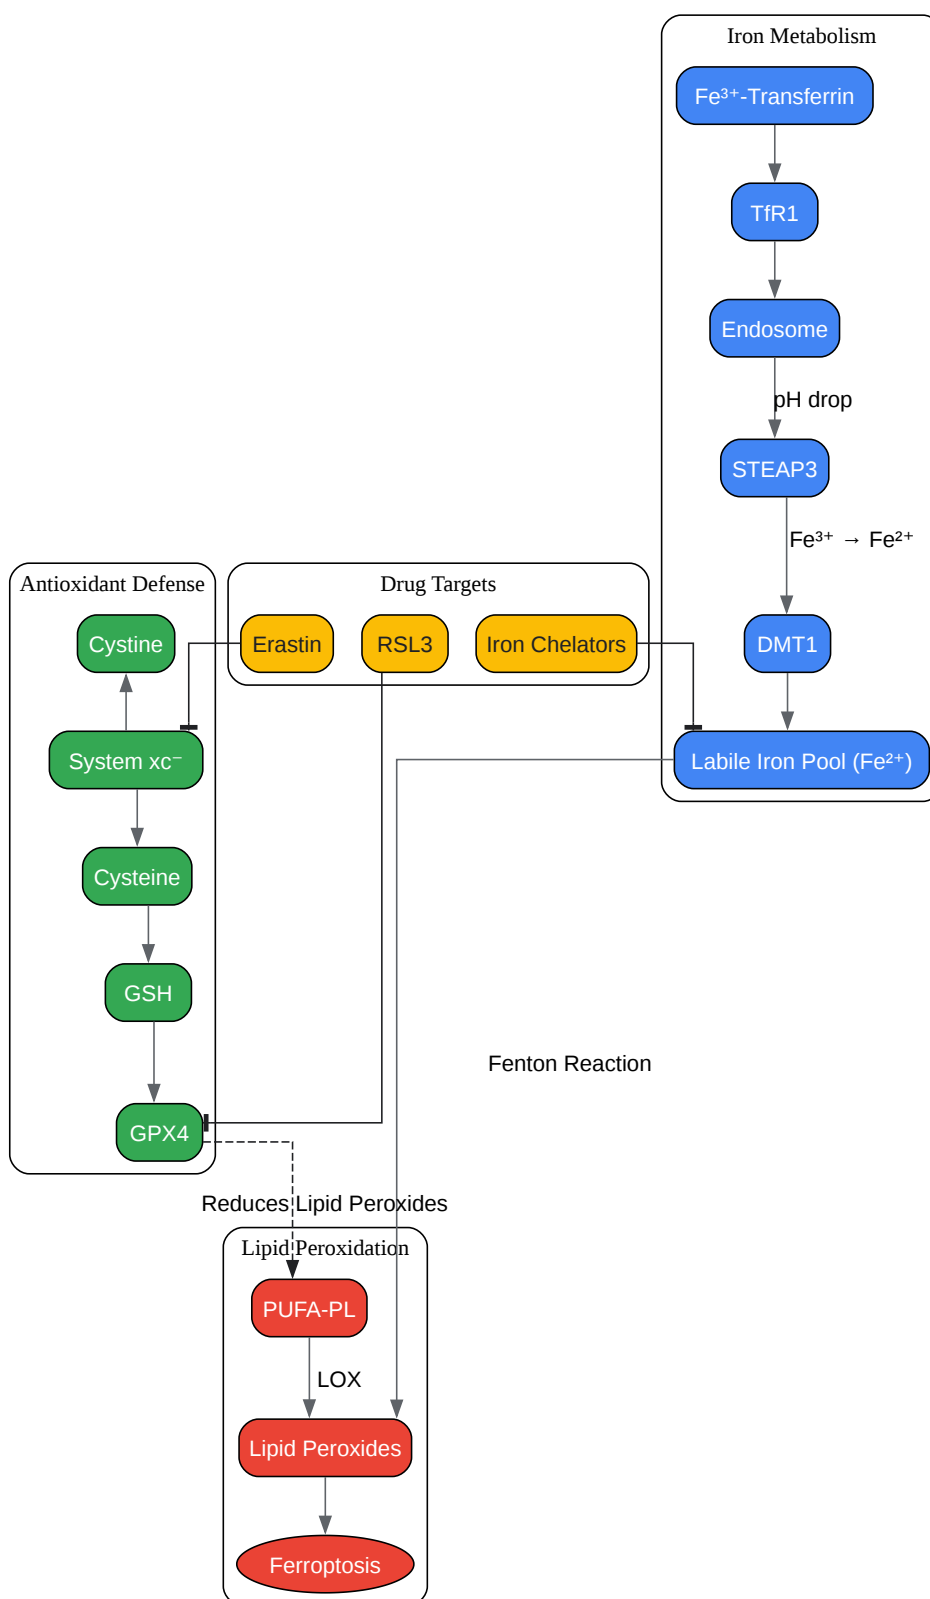 Iron Metabolism
Fe³⁺-Transferrin
TfR1
Endosome
pH drop
STEAP3
Fe³⁺ → Fe²⁺
Antioxidant Defense
Drug Targets
Cystine
Erastin
RSL3
Iron Chelators
DMT1
System xc⁻
Labile Iron Pool (Fe²⁺)
Cysteine
GSH
Fenton Reaction
GPX4
Reduces Lipid Peroxides
Lipid Peroxidation
PUFA-PL
LOX
Lipid Peroxides
Ferroptosis